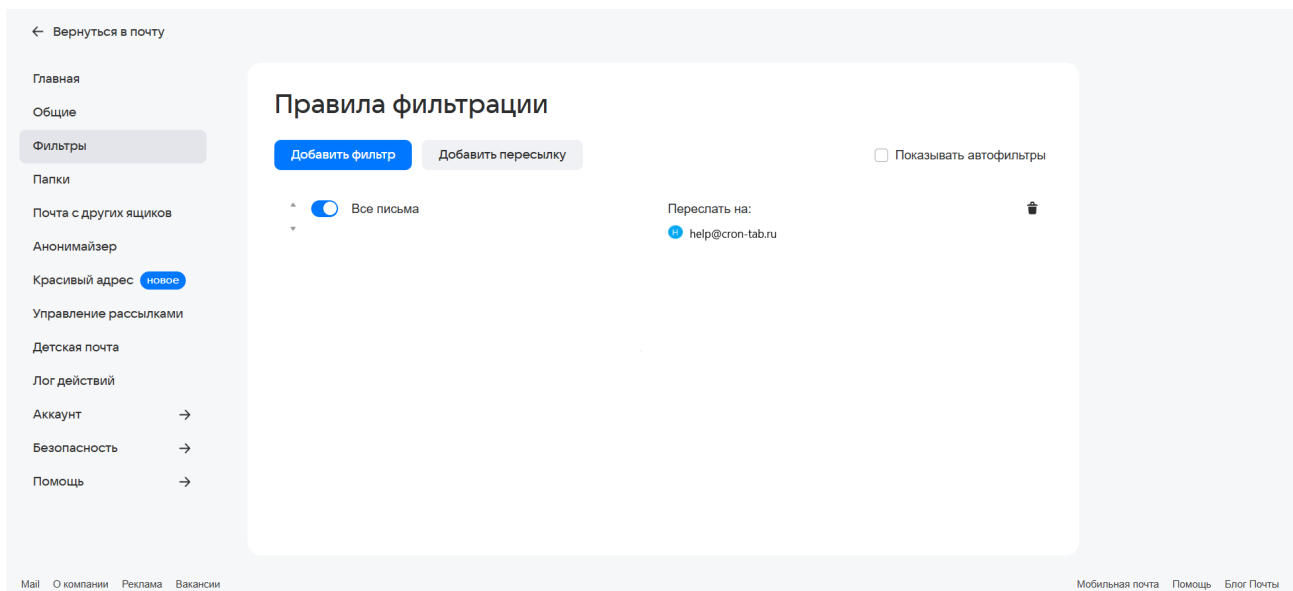 ← Вернуться в почту
Главная
Общие
Фильтры
Папки
Почта с других ящиков
Анонимайзер
Красивый адрес новое
Управление рассылками
Детская почта
Лог действий
Аккаунт →
Безопасность →
Помощь →
Правила фильтрации
Добавить фильтр Добавить пересылку Показывать автофильтры
Все письма Переслать на:
H help@cron-tab.ru
Mail О компании Реклама Вакансии Мобильная почта Помощь Блог Почты